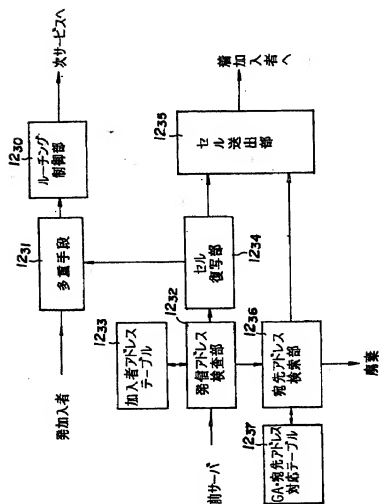 発加入者
12₃₁
多重手段
12₃₀
ルーチング
制御部
次サービスへ
12₃₃
加入者アドレス
テーブル
前サーバ
12₃₂
発信アドレス
検査部
12₃₄
セル
復写部
12₃₅
セル送出部
着加入者へ
12₃₇
GA・宛先アドレス
対応テーブル
12₃₆
宛先アドレス
検索部
廃棄